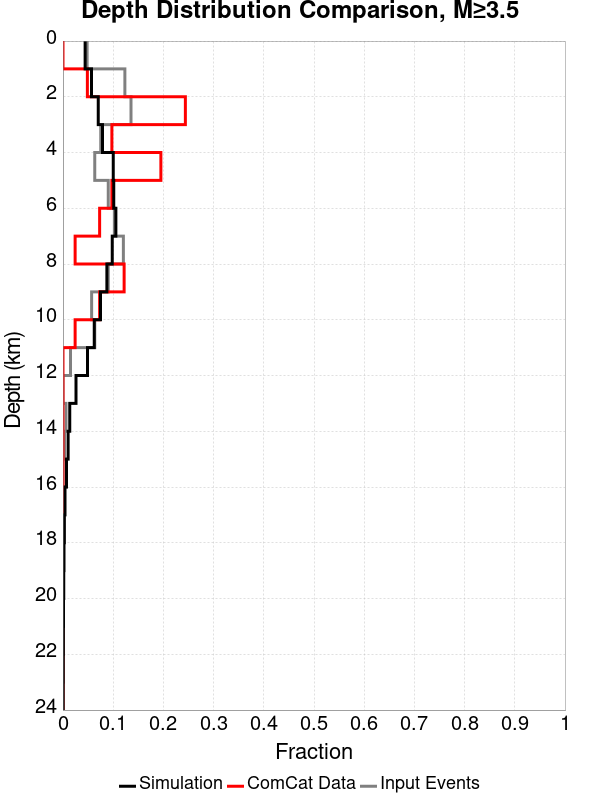 Depth Distribution Comparison, M≥3.5
0
2
4
6
8
10
12
14
16
18
20
22
24
Depth (km)
0 0.1 0.2 0.3 0.4 0.5 0.6 0.7 0.8 0.9 1
Fraction
Simulation ComCat Data Input Events